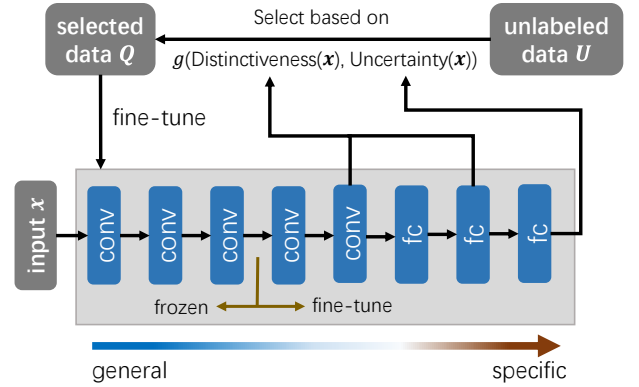 selected
data Q
Select based on
unlabeled
data U
g(Distinctiveness(x), Uncertainty(x))
fine-tune
input x
conv
conv
conv
conv
conv
fc
fc
fc
frozen
fine-tune
general
specific